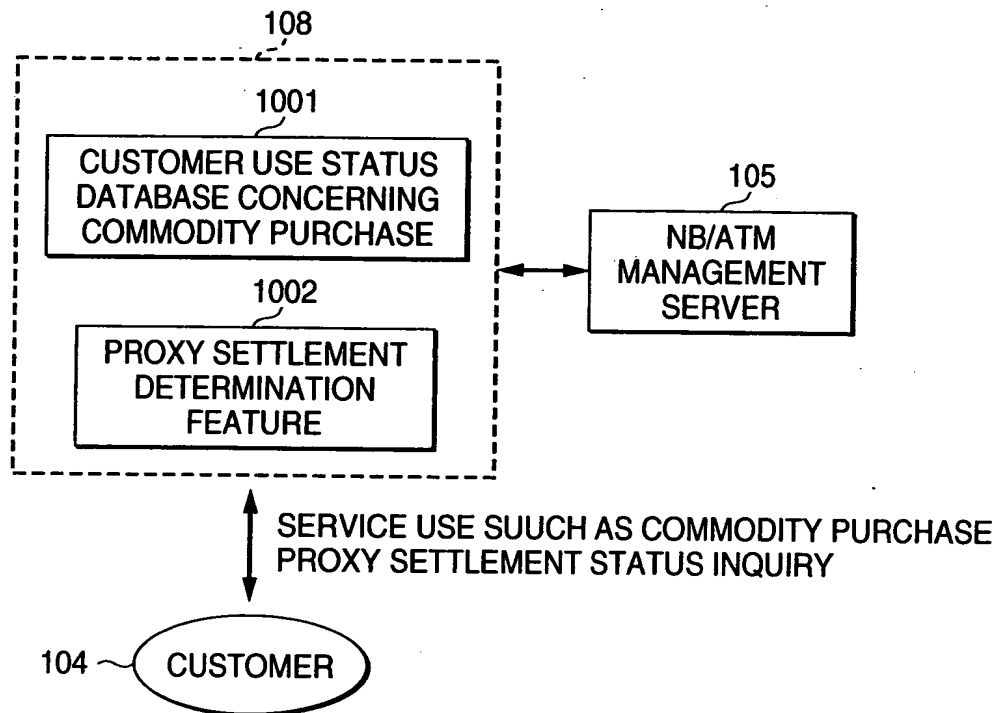 108
1001
CUSTOMER USE STATUS
DATABASE CONCERNING
COMMODITY PURCHASE
105
NB/ATM
MANAGEMENT
SERVER
1002
PROXY SETTLEMENT
DETERMINATION
FEATURE
SERVICE USE SUUCH AS COMMODITY PURCHASE
PROXY SETTLEMENT STATUS INQUIRY
104
CUSTOMER